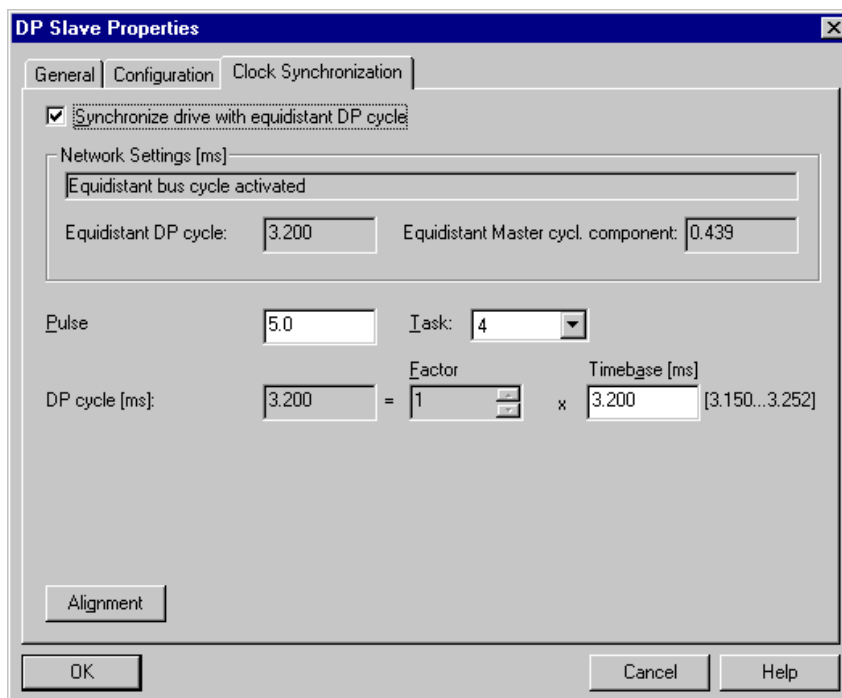 DP Slave Properties
General Configuration Clock Synchronization
Synchronize drive with equidistant DP cycle
Network Settings [ms]
Equidistant bus cycle activated
Equidistant DP cycle: 3.200 Equidistant Master cycl. component: 0.439
Pulse 5.0 Task: 4
Factor Timebase [ms]
DP cycle [ms]: 3.200 = 1 x 3.200 [3.150...3.252]
Alignment
OK Cancel Help